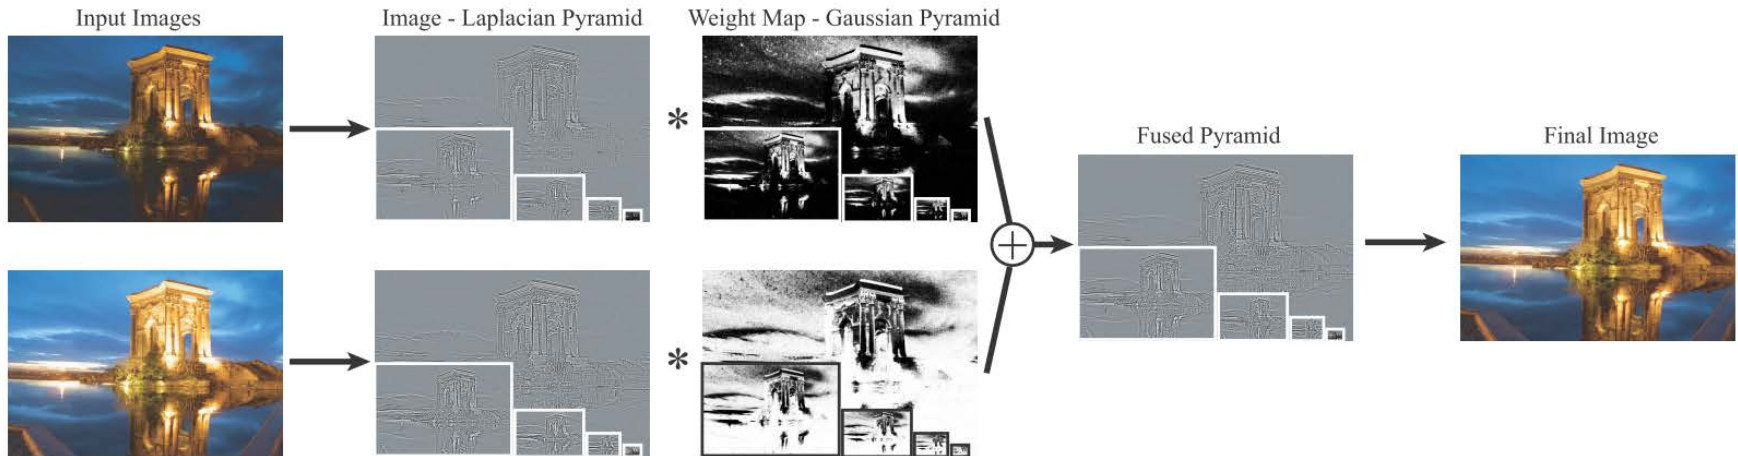 Input Images
Image - Laplacian Pyramid
Weight Map - Gaussian Pyramid
*
*
Fused Pyramid
Final Image